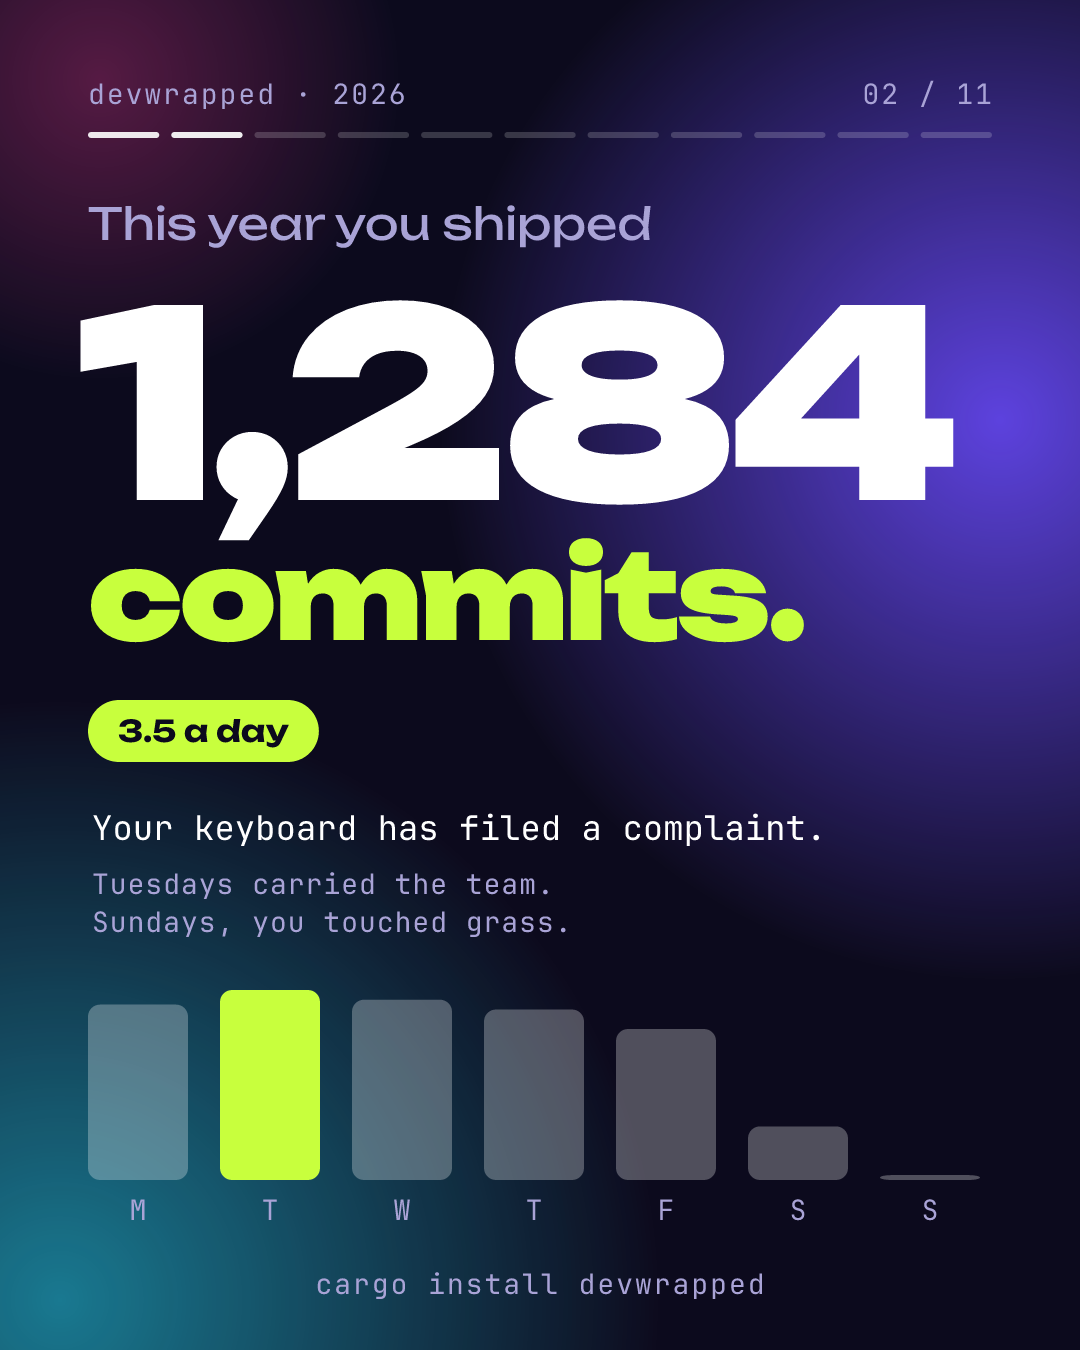 devwrapped · 2026
02 / 11
This year you shipped
1,284
commits.
3.5 a day
Your keyboard has filed a complaint.
Tuesdays carried the team.
Sundays, you touched grass.
M T W T F S S
cargo install devwrapped